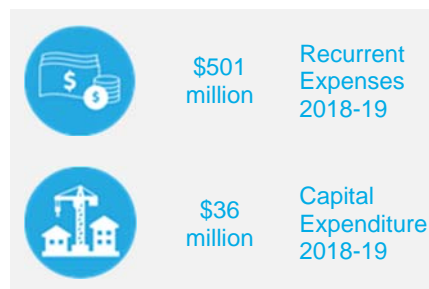 $
$
$501
million
Recurrent
Expenses
2018-19
$36
million
Capital
Expenditure
2018-19